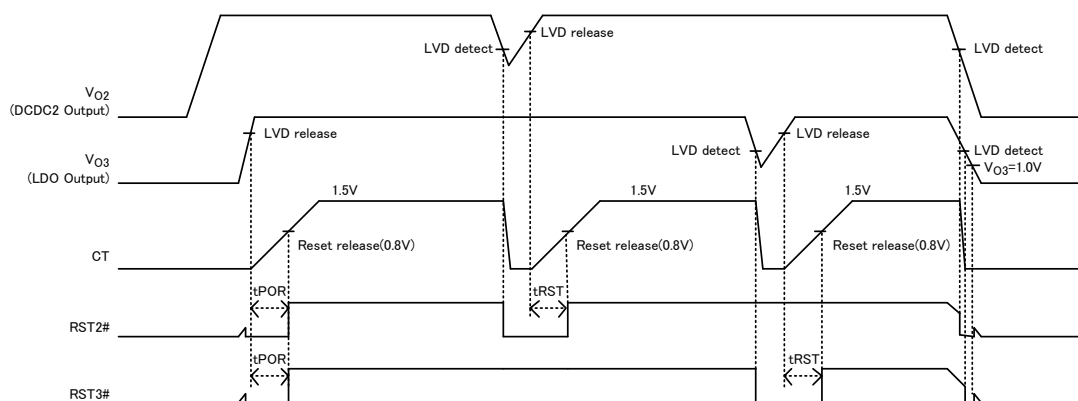 LVD detect
LVD release
LVD detect
VO2
(DCDC2 Output)
LVD release
LVD release
VO3
(LDO Output)
LVD detect
LVD detect
VO3=1.0V
1.5V
1.5V
1.5V
Reset release(0.8V)
Reset release(0.8V)
Reset release(0.8V)
CT
tPOR
tRST
RST2#
tPOR
tRST
RST3#